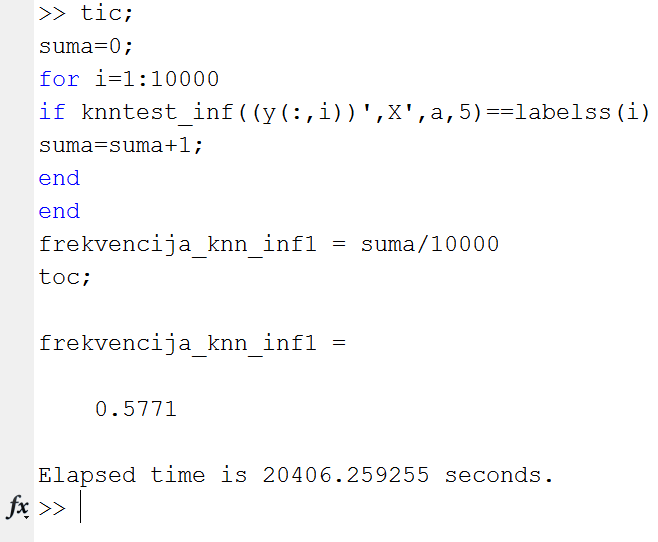 >> tic;
suma=0;
for i=1:10000
if knntest_inf((y(:,i))',X',a,5)==labelss(i)
suma=suma+1;
end
end
frekvencija_knn_inf1 = suma/10000
toc;
frekvencija_knn_inf1 =
0.5771
Elapsed time is 20406.259255 seconds.
fx >>